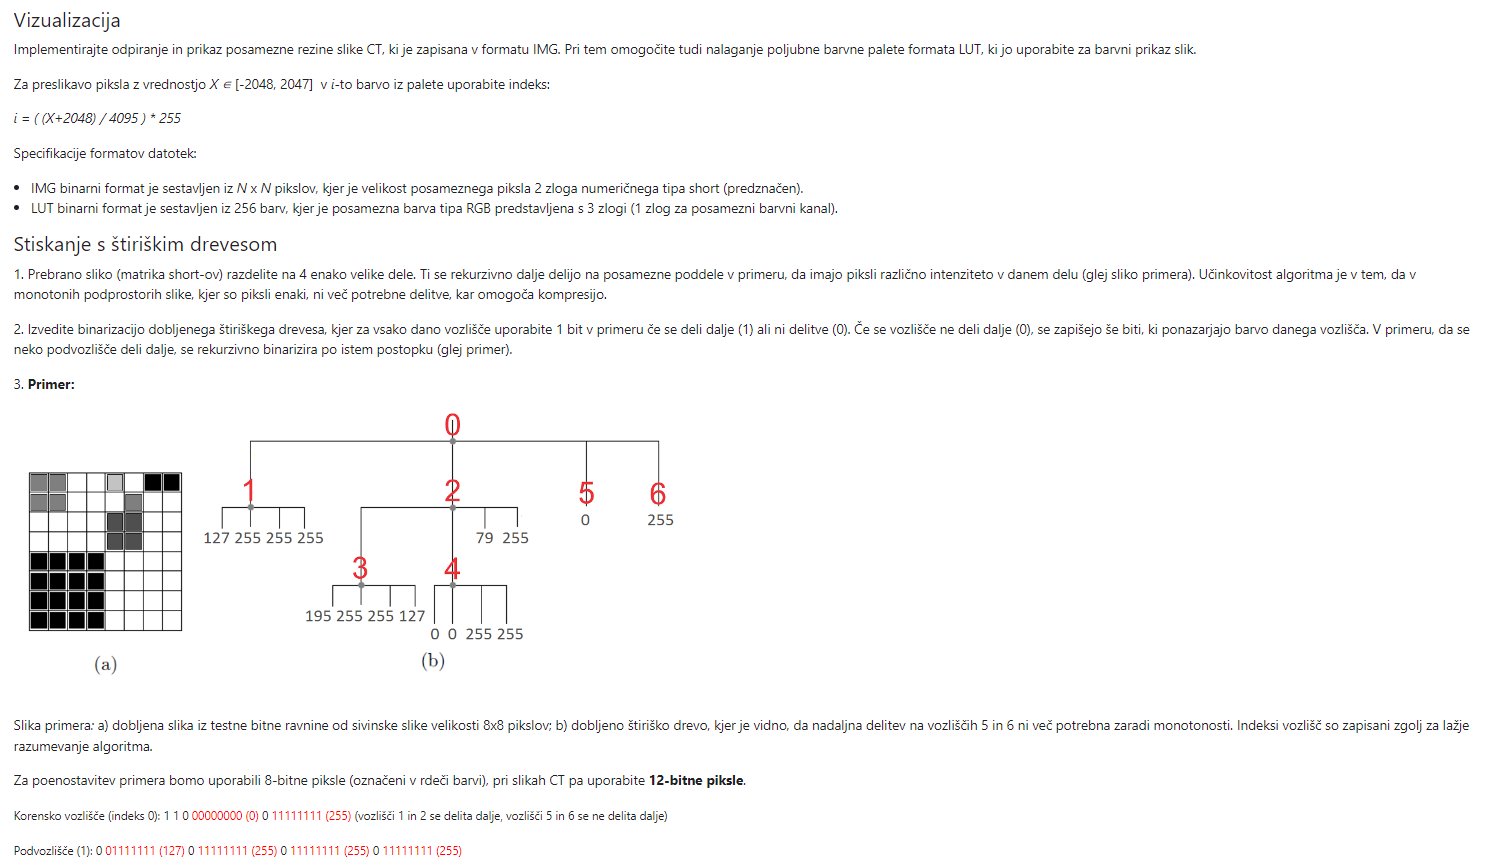 Vizualizacija
Implementirajte odpiranje in prikaz posamezne rezine slike CT, ki je zapisana v formatu IMG. Pri tem omogočite tudi nalaganje poljubne barvne palete formata LUT, ki jo uporabite za barvni prikaz slik.
Za preslikavo piksla z vrednostjo X ∈ [-2048, 2047]  v i-to barvo iz palete uporabite indeks:
i = ( (X+2048) / 4095 ) * 255
Specifikacije formatov datotek:
• IMG binarni format je sestavljen iz N x N pikslov, kjer je velikost posameznega piksla 2 zloga numeričnega tipa short (predznačen).
• LUT binarni format je sestavljen iz 256 barv, kjer je posamezna barva tipa RGB predstavljena s 3 zlogi (1 zlog za posamezni barvni kanal).
Stiskanje s štiriškim drevesom
1. Prebrano sliko (matrika short-ov) razdelite na 4 enako velike dele. Ti se rekurzivno dalje delijo na posamezne poddele v primeru, da imajo piksli različno intenziteto v danem delu (glej sliko primera). Učinkovitost algoritma je v tem, da v
monotonih podprostorih slike, kjer so piksli enaki, ni več potrebne delitve, kar omogoča kompresijo.
2. Izvedite binarizacijo dobljenega štiriškega drevesa, kjer za vsako dano vozlišče uporabite 1 bit v primeru če se deli dalje (1) ali ni delitve (0). Če se vozlišče ne deli dalje (0), se zapišejo še biti, ki ponazarjajo barvo danega vozlišča. V primeru, da se
neko podvozlišče deli dalje, se rekurzivno binarizira po istem postopku (glej primer).
3. Primer:
0
1 2 5 6
0 255
127 255 255 255 79 255
3 4
195 255 255 127
0 0 255 255
(a) (b)
Slika primera: a) dobljena slika iz testne bitne ravnine od sivinske slike velikosti 8x8 pikslov; b) dobljeno štiriško drevo, kjer je vidno, da nadaljna delitev na vozliščih 5 in 6 ni več potrebna zaradi monotonosti. Indeksi vozlišč so zapisani zgolj za lažje
razumevanje algoritma.
Za poenostavitev primera bomo uporabili 8-bitne piksle (označeni v rdeči barvi), pri slikah CT pa uporabite 12-bitne piksle.
Korensko vozlišče (indeks 0): 1 1 0 00000000 (0) 0 11111111 (255) (vozlišči 1 in 2 se delita dalje, vozlišči 5 in 6 se ne delita dalje)
Podvozlišče (1): 0 01111111 (127) 0 11111111 (255) 0 11111111 (255) 0 11111111 (255)